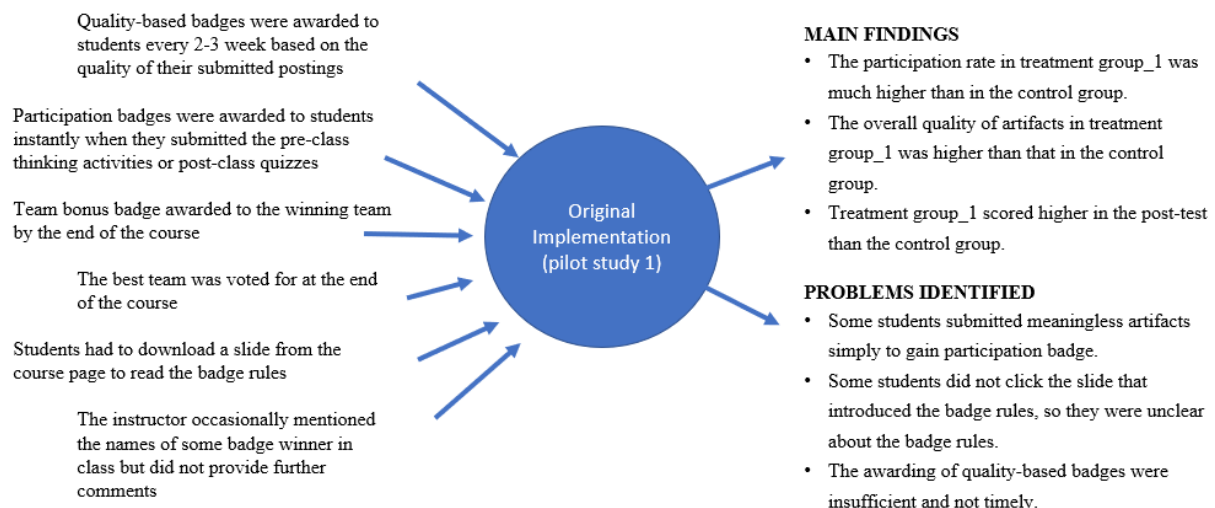 Quality-based badges were awarded to
students every 2-3 week based on the
quality of their submitted postings
Participation badges were awarded to students
instantly when they submitted the pre-class
thinking activities or post-class quizzes
Team bonus badge awarded to the winning team
by the end of the course
The best team was voted for at the end
of the course
Students had to download a slide from the
course page to read the badge rules
The instructor occasionally mentioned
the names of some badge winner in
class but did not provide further
comments
Original
Implementation
(pilot study 1)
MAIN FINDINGS
• The participation rate in treatment group_1 was
much higher than in the control group.
• The overall quality of artifacts in treatment
group_1 was higher than that in the control
group.
• Treatment group_1 scored higher in the post-test
than the control group.
PROBLEMS IDENTIFIED
• Some students submitted meaningless artifacts
simply to gain participation badge.
• Some students did not click the slide that
introduced the badge rules, so they were unclear
about the badge rules.
• The awarding of quality-based badges were
insufficient and not timely.